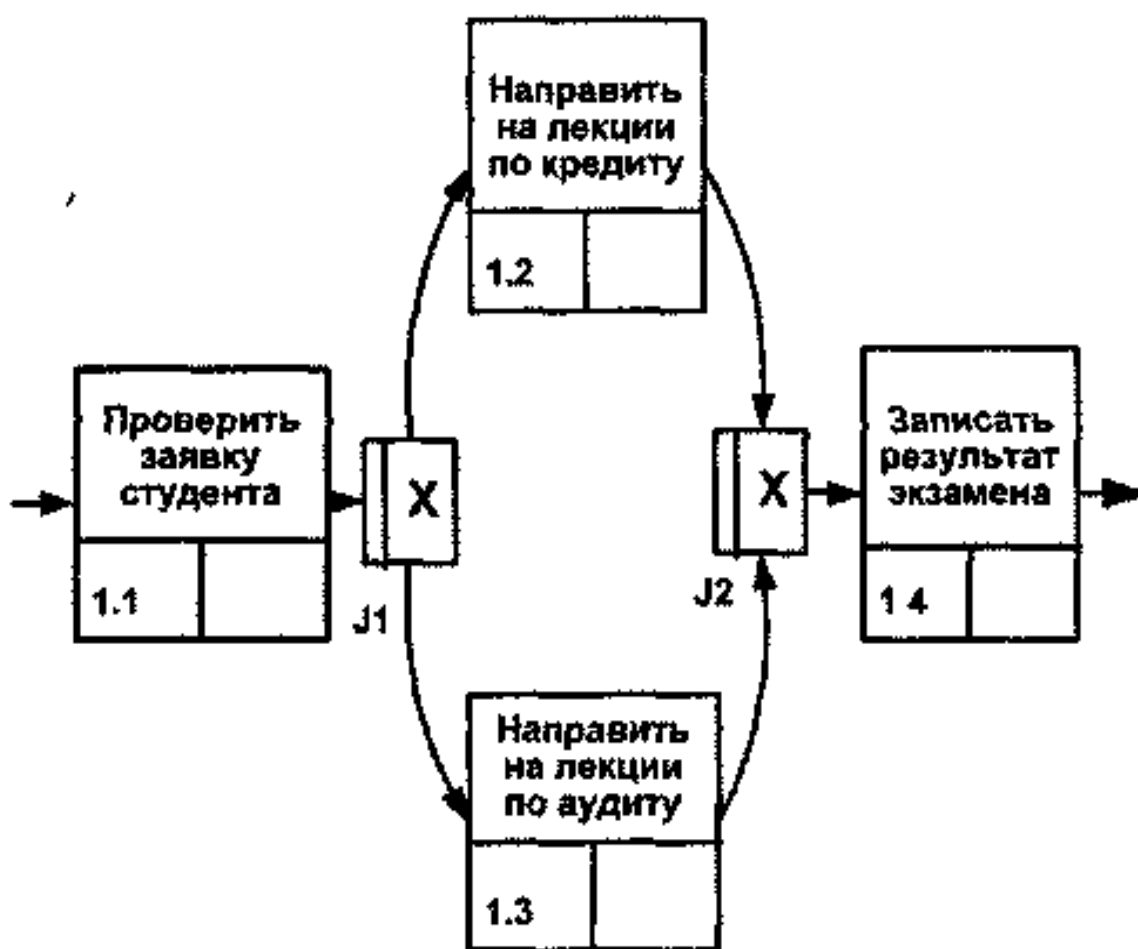 Направить
на лекции
по кредиту
1.2
Проверить
заявку
студента
1.1
X
J1
X
J2
Записать
результат
экзамена
1 4
Направить
на лекции
по аудиту
1.3